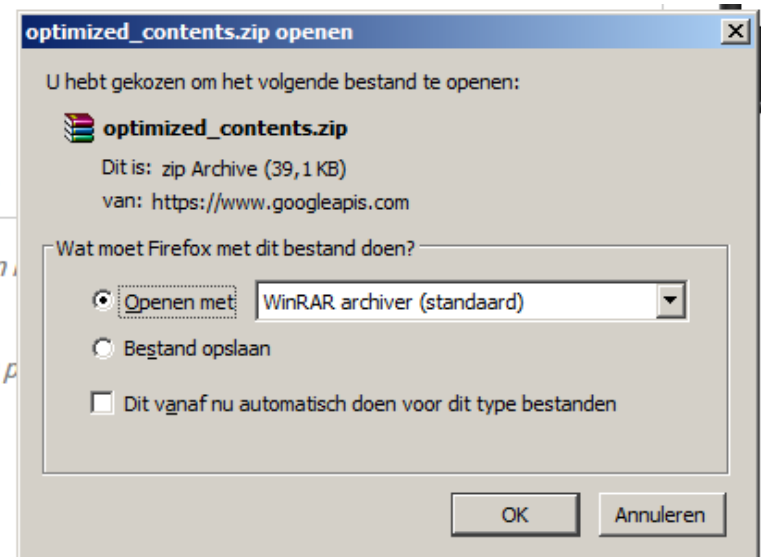 optimized_contents.zip openen
U hebt gekozen om het volgende bestand te openen:
optimized_contents.zip
Dit is: zip Archive (39,1 KB)
van: https://www.googleapis.com
Wat moet Firefox met dit bestand doen?
Openen met WinRAR archiver (standaard)
Bestand opslaan
Dit vanaf nu automatisch doen voor dit type bestanden
OK Annuleren